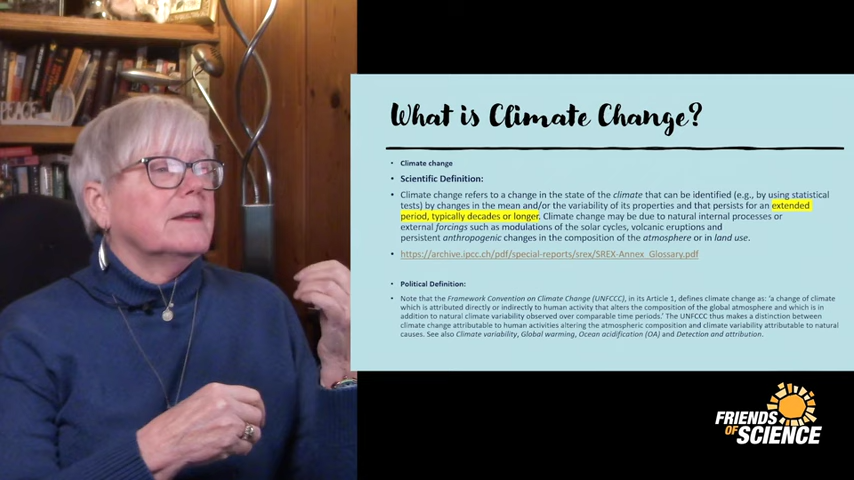 PEACE
What is Climate Change?
• Climate change
• Scientific Definition:
• Climate change refers to a change in the state of the climate that can be identified (e.g., by using statistical
tests) by changes in the mean and/or the variability of its properties and that persists for an extended
period, typically decades or longer. Climate change may be due to natural internal processes or
external forcings such as modulations of the solar cycles, volcanic eruptions and
persistent anthropogenic changes in the composition of the atmosphere or in land use.
• https://archive.ipcc.ch/pdf/special-reports/srex/SREX-Annex_Glossary.pdf
• Political Definition:
• Note that the Framework Convention on Climate Change (UNFCCC), in its Article 1, defines climate change as: 'a change of climate
which is attributed directly or indirectly to human activity that alters the composition of the global atmosphere and which is in
addition to natural climate variability observed over comparable time periods.' The UNFCCC thus makes a distinction between
climate change attributable to human activities altering the atmospheric composition and climate variability attributable to natural
causes. See also Climate variability, Global warming, Ocean acidification (OA) and Detection and attribution.
FRIENDS
OF SCIENCE